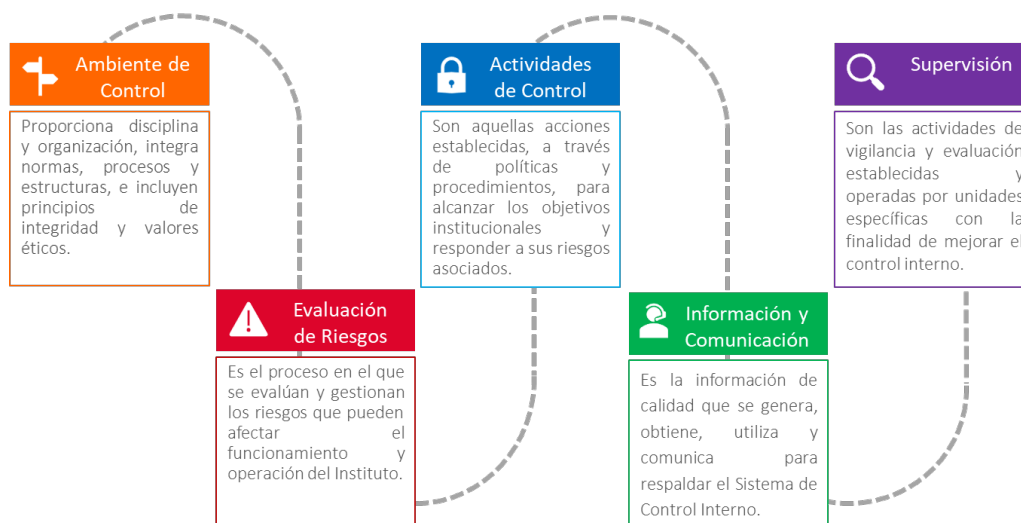 Ambiente de
Control
Proporciona disciplina
y organización, integra
normas, procesos y
estructuras, e incluyen
principios de
integridad y valores
éticos.
Evaluación
de Riesgos
Es el proceso en el que
se evalúan y gestionan
los riesgos que pueden
afectar el
funcionamiento y
operación del Instituto.
Actividades
de Control
Son aquellas acciones
establecidas, a través
de políticas y
procedimientos, para
alcanzar los objetivos
institucionales y
responder a sus riesgos
asociados.
Información y
Comunicación
Es la información de
calidad que se genera,
obtiene, utiliza y
comunica para
respaldar el Sistema de
Control Interno.
Supervisión
Son las actividades de
vigilancia y evaluación
establecidas y
operadas por unidades
específicas con la
finalidad de mejorar el
control interno.